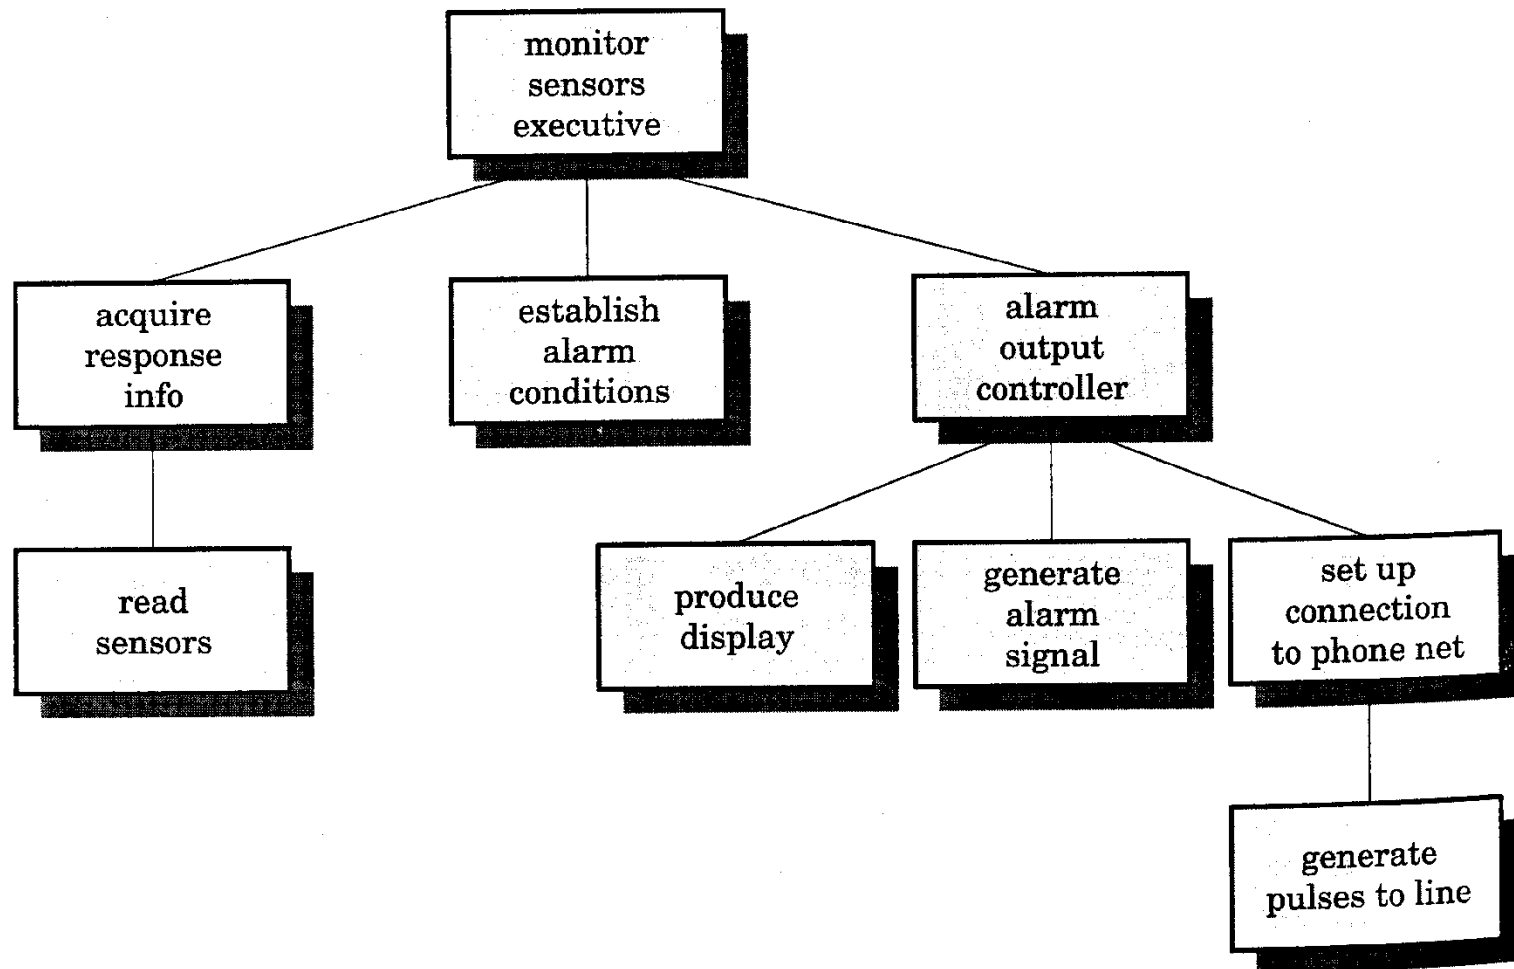 monitor
sensors
executive
acquire
response
info
establish
alarm
conditions
alarm
output
controller
read
sensors
produce
display
generate
alarm
signal
set up
connection
to phone net
generate
pulses to line